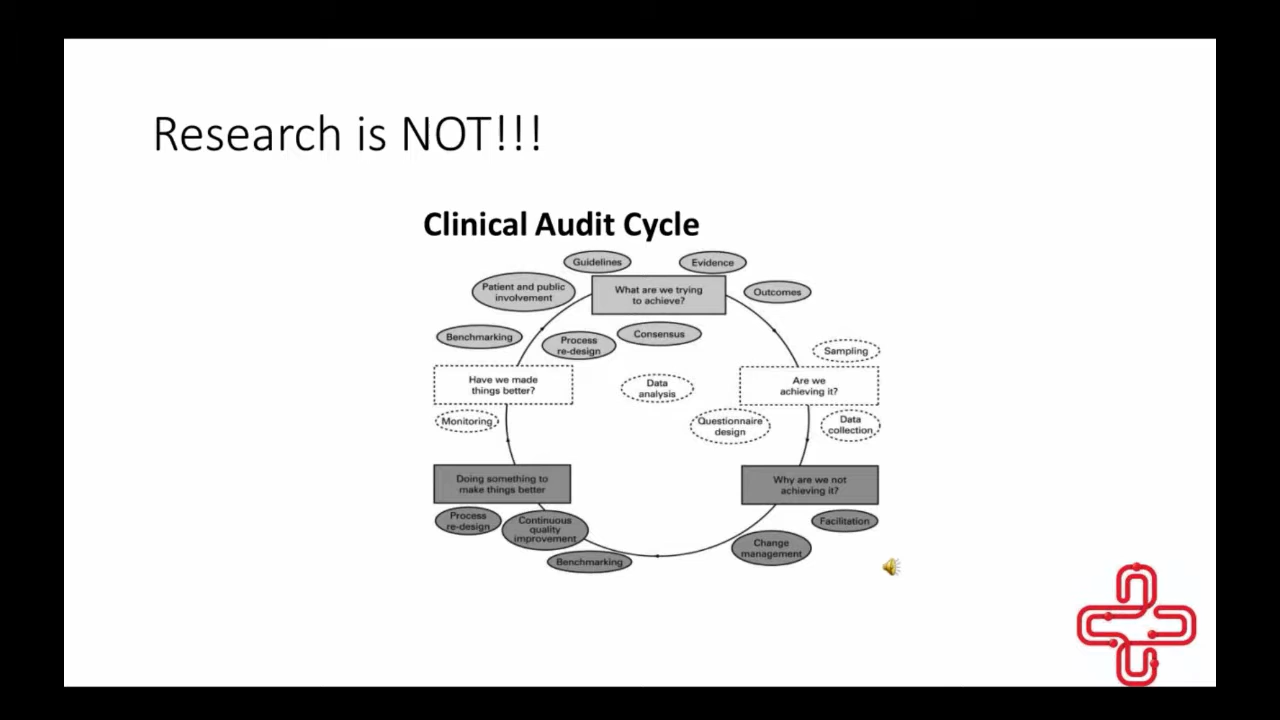 Research is NOT!!!
Clinical Audit Cycle
Guidelines
Evidence
Patient and public
involvement
What are we trying
to achieve?
Outcomes
Benchmarking
Process
re-design
Consensus
Sampling
Have we made
things better?
Data
analysis
Are we
achieving it?
Monitoring
Questionnaire
design
Data
collection
Doing something to
make things better
Why are we not
achieving it?
Process
re-design
Continuous
quality
improvement
Facilitation
Change
management
Benchmarking